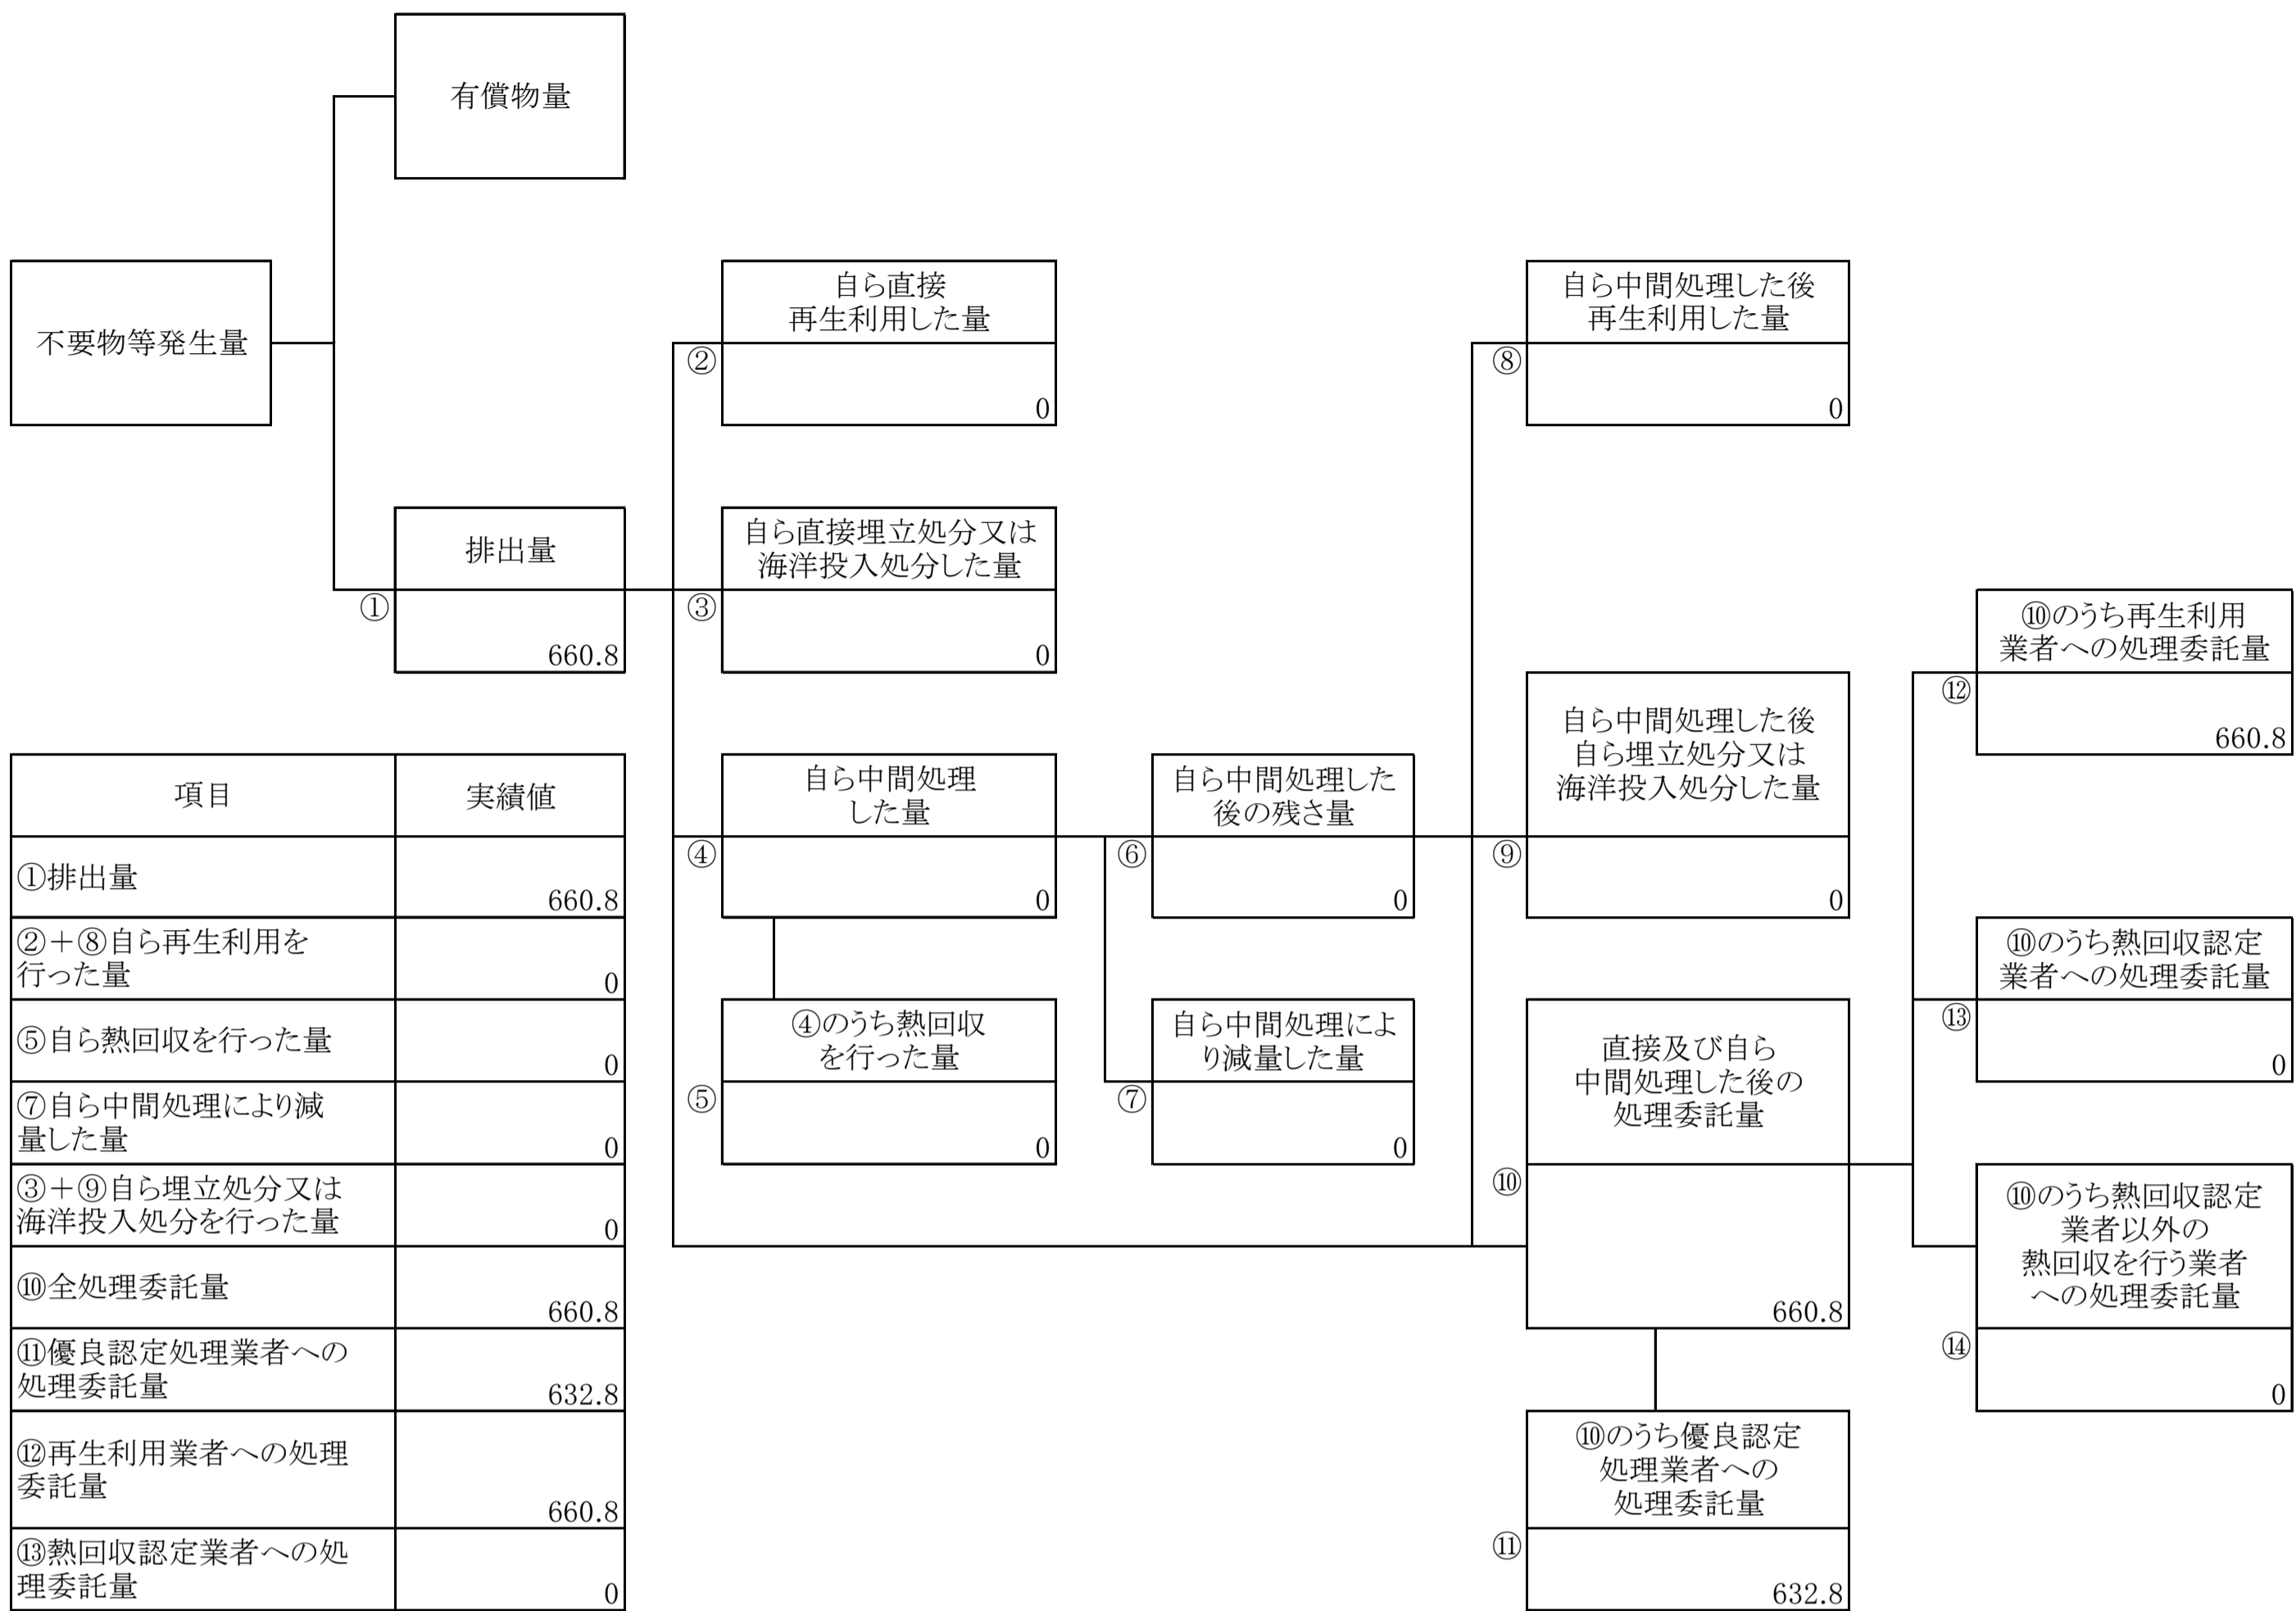 有償物量
不要物等発生量
自ら直接
再生利用した量
②
0
自ら中間処理した後
再生利用した量
⑧
0
排出量
①
660.8
自ら直接埋立処分又は
海洋投入処分した量
③
0
⑩のうち再生利用
業者への処理委託量
⑫
660.8
自ら中間処理
した量
④
0
自ら中間処理した
後の残さ量
⑥
0
自ら中間処理した後
自ら埋立処分又は
海洋投入処分した量
⑨
0
⑩のうち熱回収認定
業者への処理委託量
⑬
0
④のうち熱回収
を行った量
⑤
0
自ら中間処理によ
り減量した量
⑦
0
直接及び自ら
中間処理した後の
処理委託量
⑩
660.8
⑩のうち熱回収認定
業者以外の
熱回収を行う業者
への処理委託量
⑭
0
⑩のうち優良認定
処理業者への
処理委託量
⑪
632.8
項目 実績値
①排出量
660.8
②＋⑧自ら再生利用を
行った量
0
⑤自ら熱回収を行った量
0
⑦自ら中間処理により減
量した量
0
③＋⑨自ら埋立処分又は
海洋投入処分を行った量
0
⑩全処理委託量
660.8
⑪優良認定処理業者への
処理委託量
632.8
⑫再生利用業者への処理
委託量
660.8
⑬熱回収認定業者への処
理委託量
0